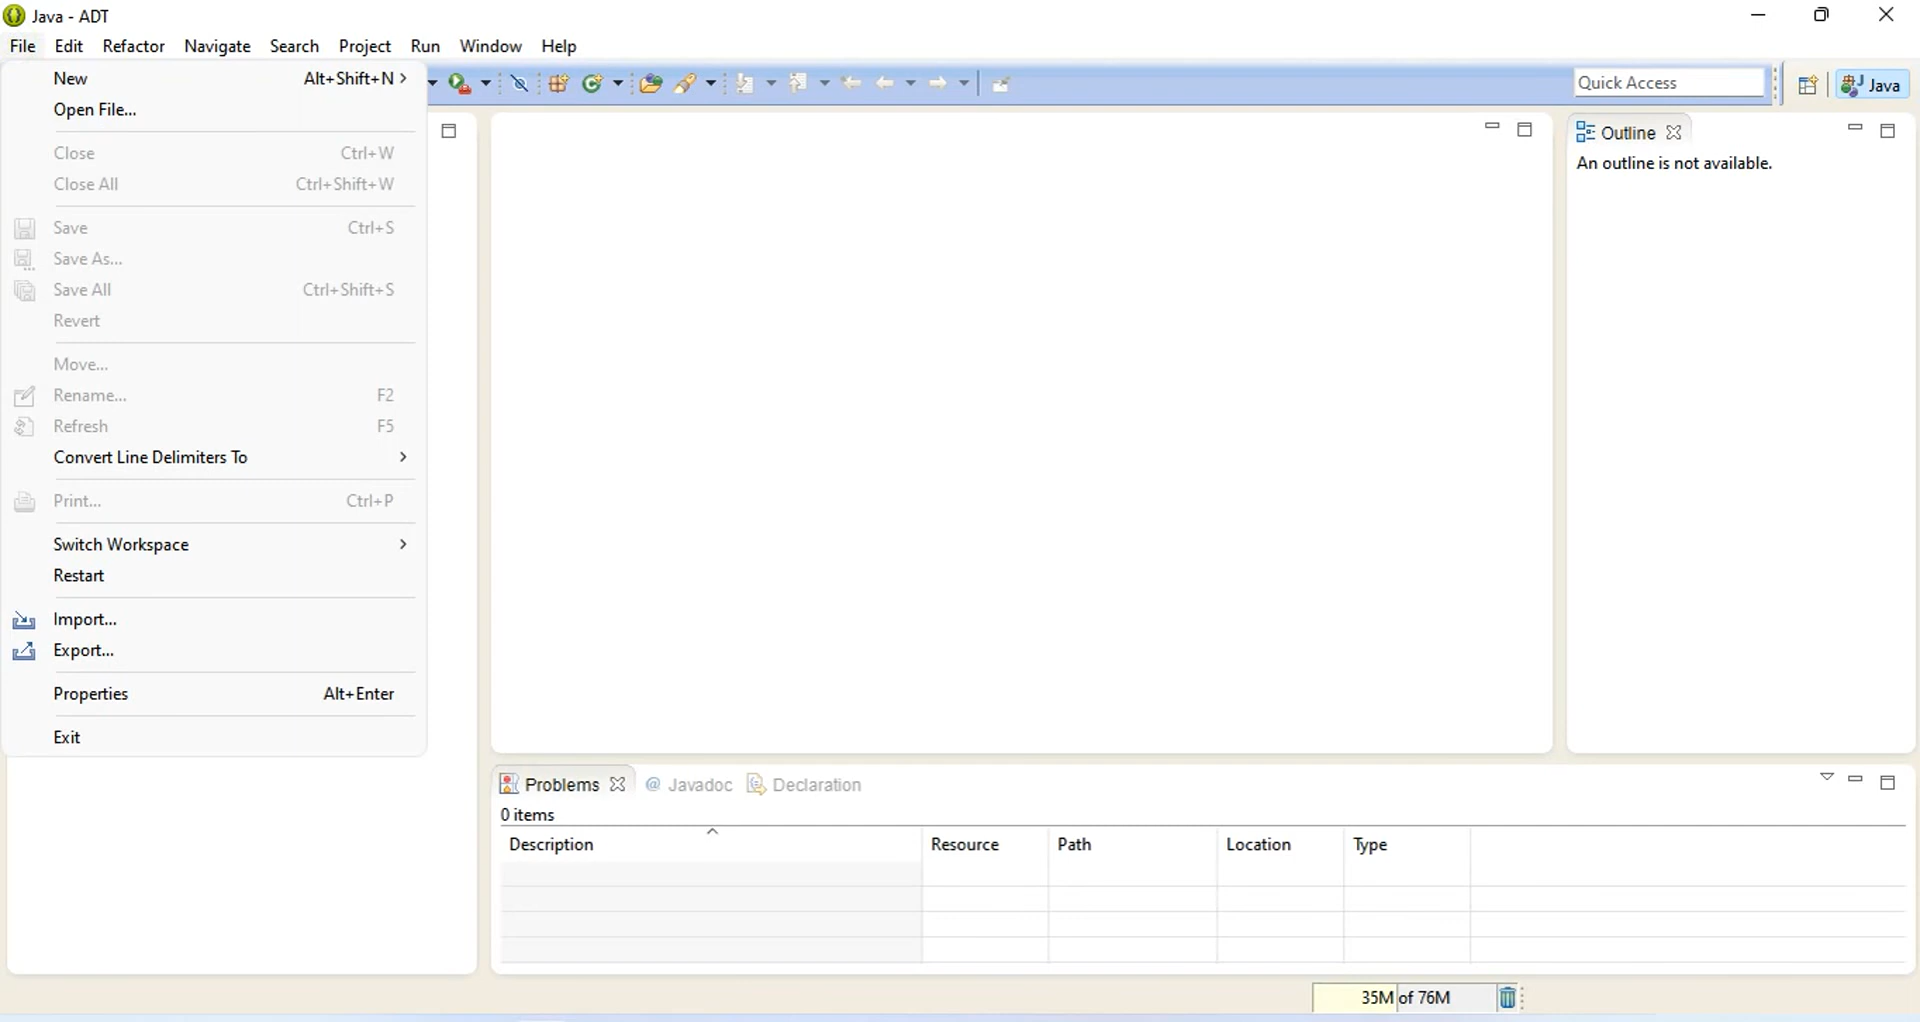 Java - ADT
File Edit Refactor Navigate Search Project Run Window Help
New Alt+Shift+N
Open File...
Close Ctrl+W
Close All Ctrl+Shift+W
Save Ctrl+S
Save As...
Save All Ctrl+Shift+S
Revert
Move...
Rename... F2
Refresh F5
Convert Line Delimiters To
Print... Ctrl+P
Switch Workspace
Restart
Import...
Export...
Properties Alt+Enter
Exit
Quick Access
Java
Outline
An outline is not available.
Problems @ Javadoc Declaration
0 items
Description Resource Path Location Type
35M of 76M